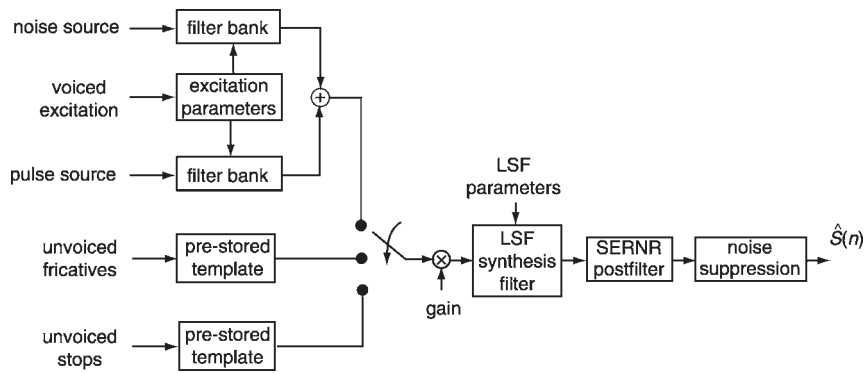 noise source
filter bank
voiced
excitation
excitation
parameters
+
pulse source
filter bank
LSF
parameters
unvoiced
fricatives
pre-stored
template
×
gain
LSF
synthesis
filter
SERNR
postfilter
noise
suppression
Ŝ(n)
unvoiced
stops
pre-stored
template